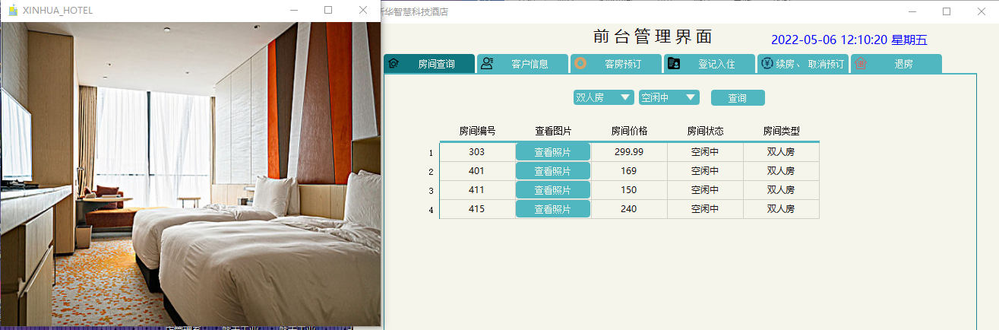 XINHUA_HOTEL
华智慧科技酒店
前台管理界面
2022-05-06 12:10:20 星期五
房间查询 客户信息 客房预订 登记入住 续房、取消预订 退房
双人房 空闲中 查询
房间编号 查看图片 房间价格 房间状态 房间类型
1 303 查看照片 299.99 空闲中 双人房
2 401 查看照片 169 空闲中 双人房
3 411 查看照片 150 空闲中 双人房
4 415 查看照片 240 空闲中 双人房